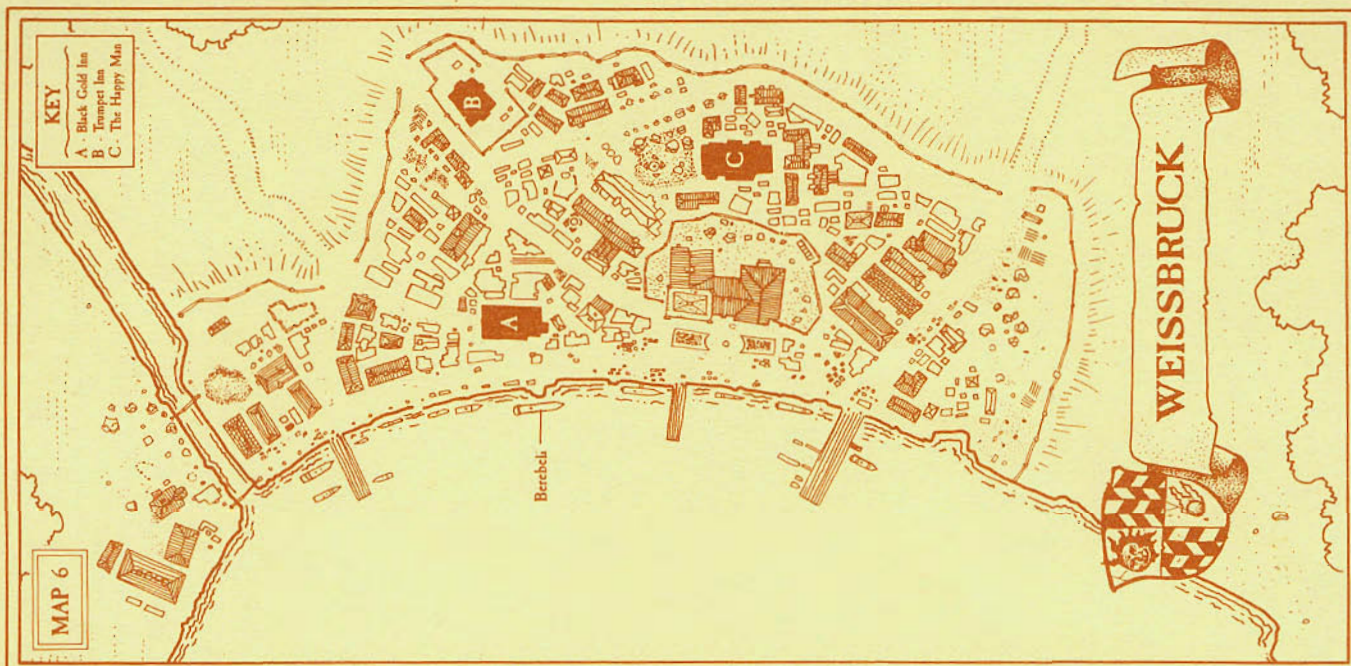 MAP 6
KEY
A - Black Gold Inn
B - Trumpet Inn
C - The Happy Man
B
C
A
Berebeli
WEISSBRUCK